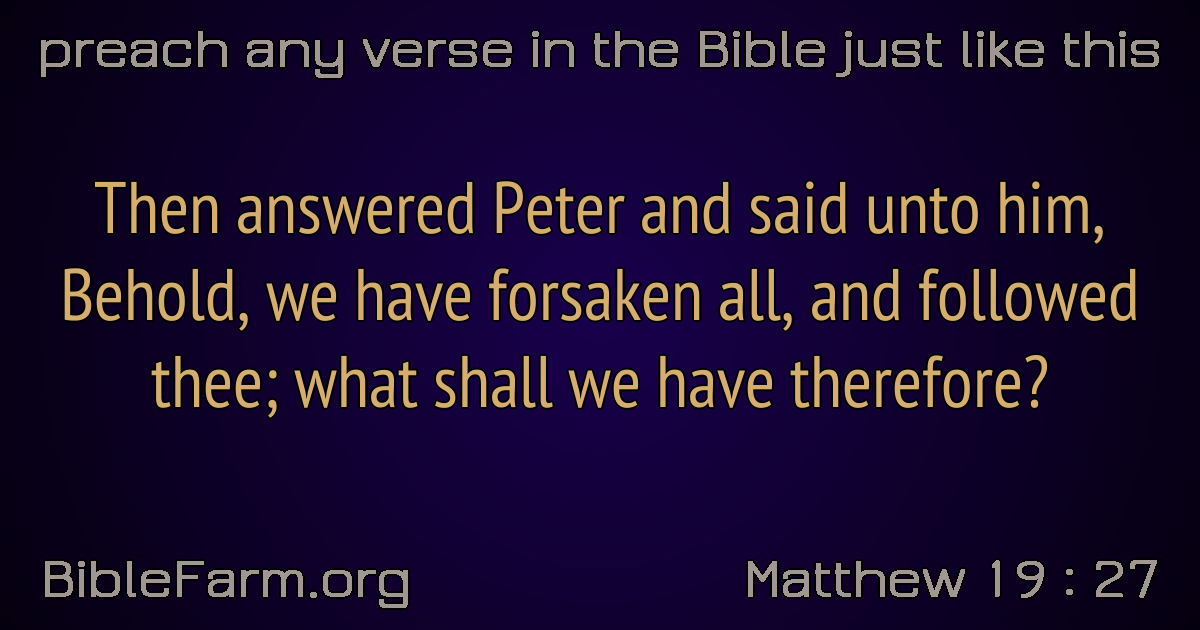 preach any verse in the Bible just like this
Then answered Peter and said unto him,
Behold, we have forsaken all, and followed
thee; what shall we have therefore?
BibleFarm.org
Matthew 19 : 27